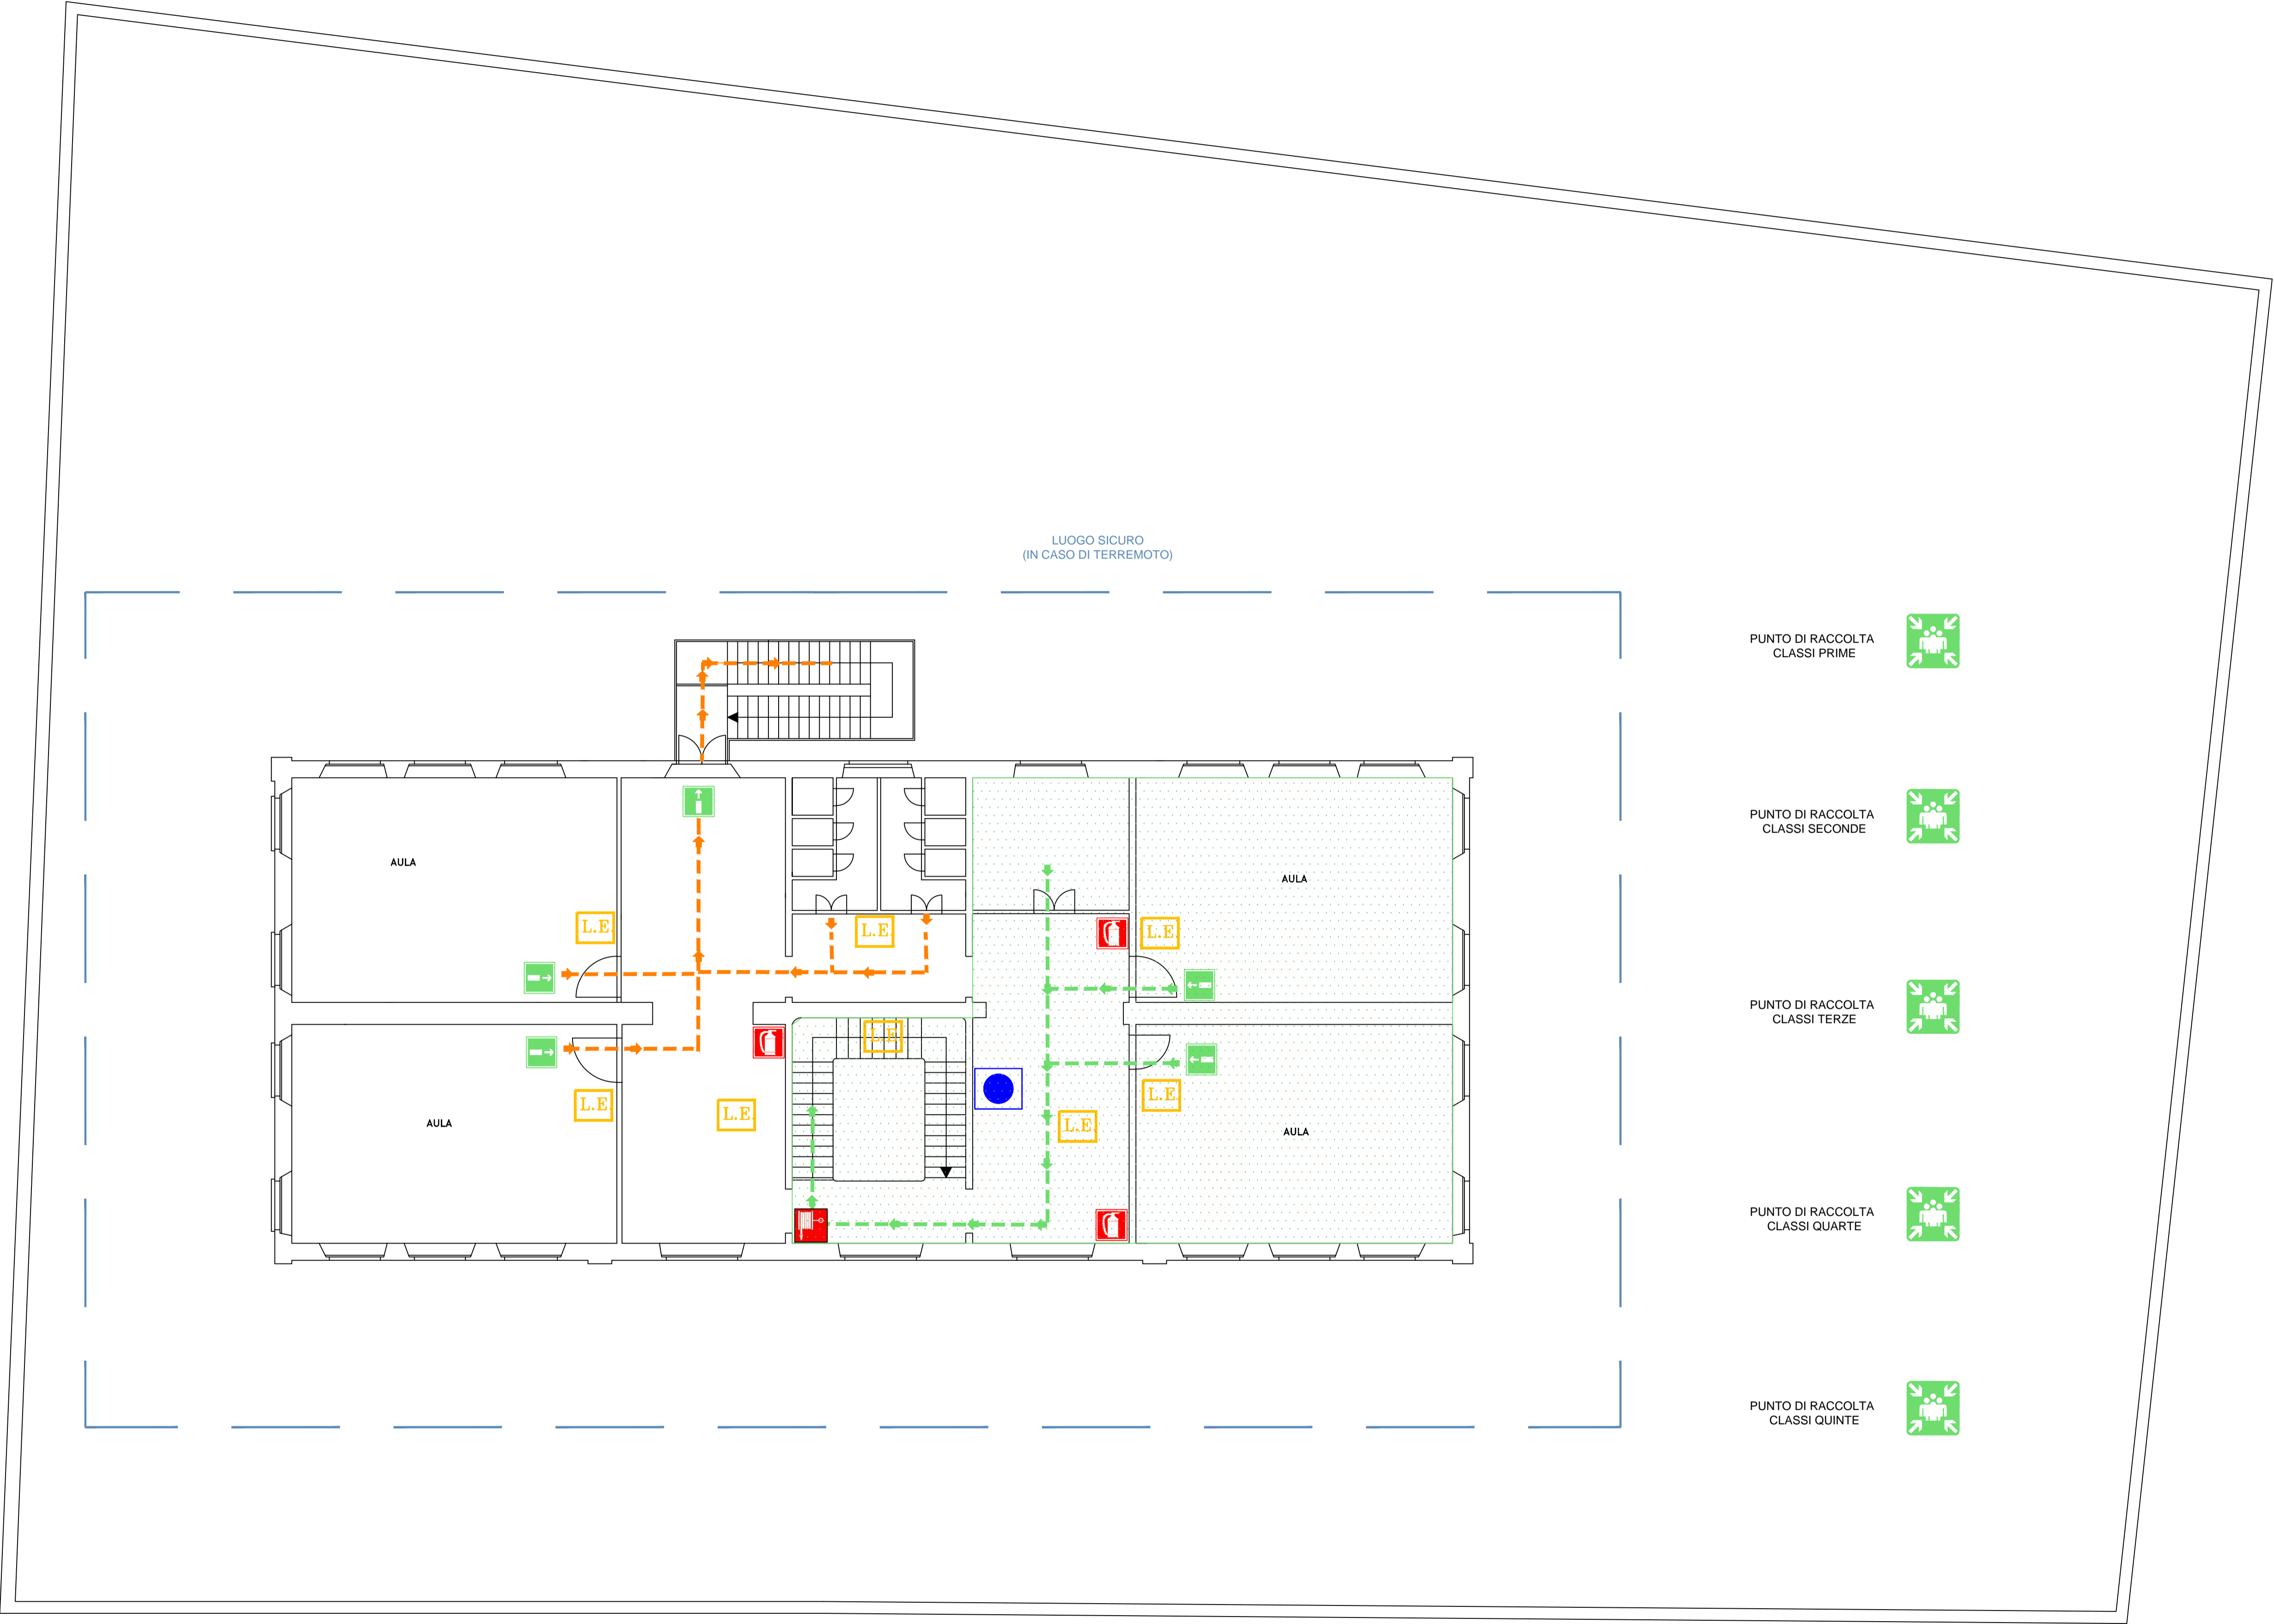 LUOGO SICURO
(IN CASO DI TERREMOTO)
PUNTO DI RACCOLTA
CLASSI PRIME
PUNTO DI RACCOLTA
CLASSI SECONDE
AULA
AULA
L.E.
L.E.
L.E.
PUNTO DI RACCOLTA
CLASSI TERZE
L.E.
L.E.
L.E.
L.E.
L.E.
AULA
AULA
PUNTO DI RACCOLTA
CLASSI QUARTE
PUNTO DI RACCOLTA
CLASSI QUINTE